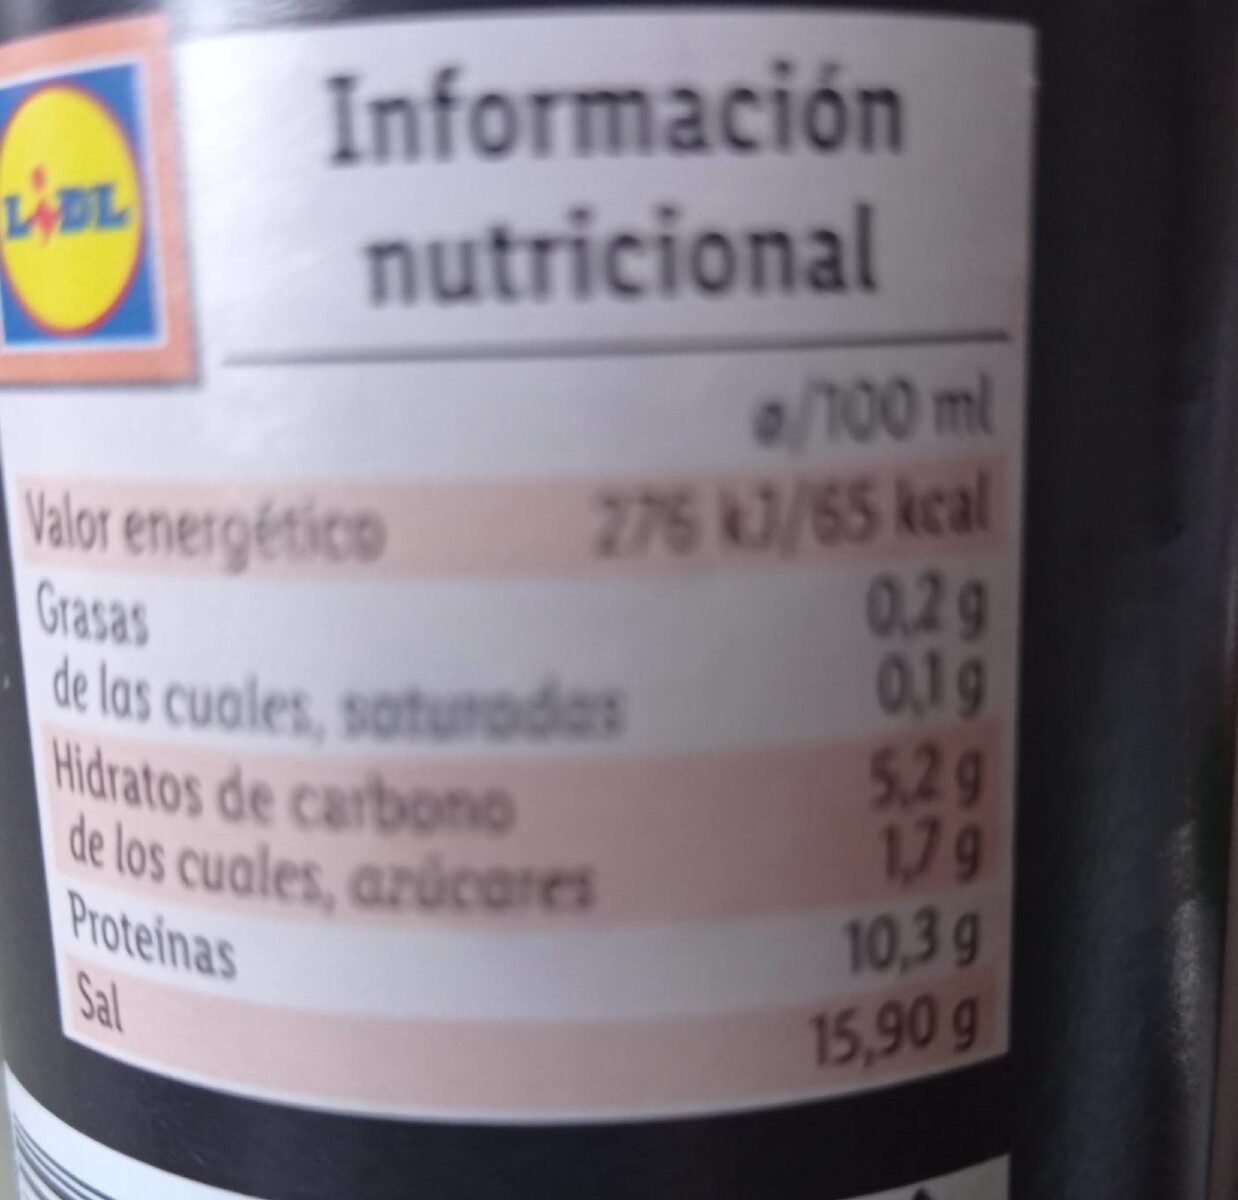 LIDL
Información
nutricional
ø/100 ml
Valor energético 276 kJ/65 kcal
Grasas 0,2 g
de las cuales, saturadas 0,1 g
Hidratos de carbono 5,2 g
de los cuales, azúcares 1,7 g
Proteínas 10,3 g
Sal 15,90 g